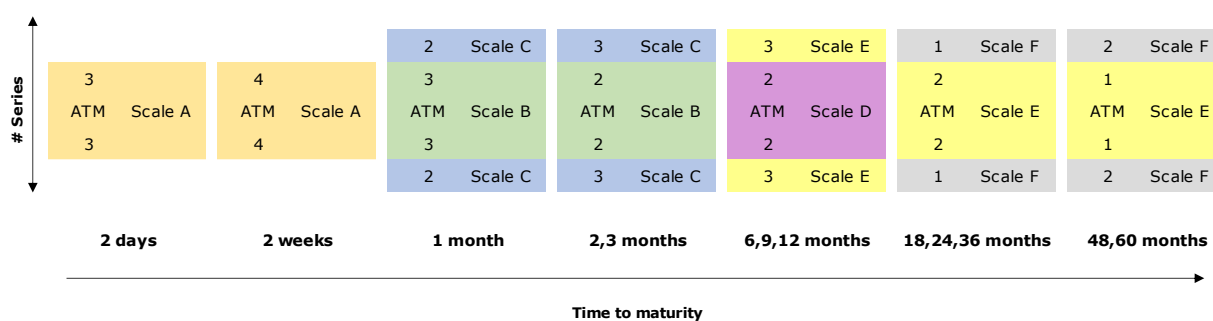 # Series
2 Scale C 3 Scale C 3 Scale E 1 Scale F 2 Scale F
3 4 3 2 2 2 1
ATM Scale A ATM Scale A ATM Scale B ATM Scale B ATM Scale D ATM Scale E ATM Scale E
3 4 3 2 2 2 1
2 Scale C 3 Scale C 3 Scale E 1 Scale F 2 Scale F
2 days 2 weeks 1 month 2,3 months 6,9,12 months 18,24,36 months 48,60 months
Time to maturity